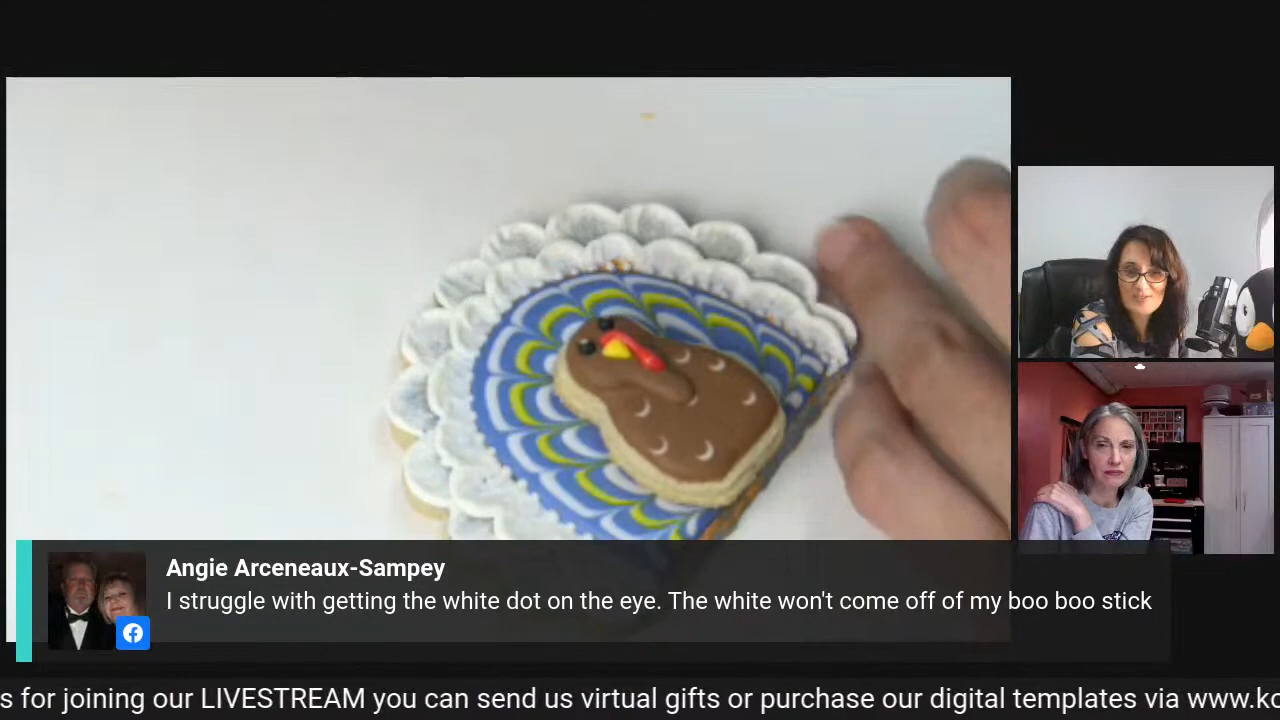 Angie Arceneaux-Sampey
I struggle with getting the white dot on the eye. The white won't come off of my boo boo stick
s for joining our LIVESTREAM you can send us virtual gifts or purchase our digital templates via www.kc